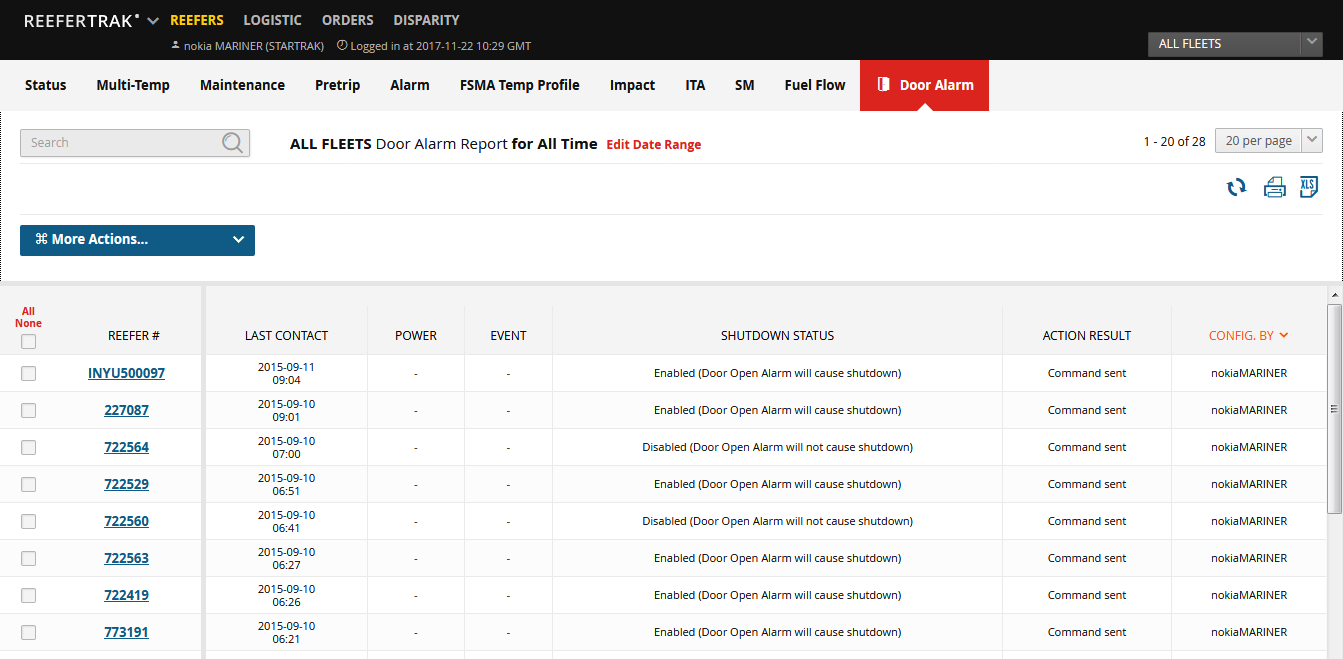 REEFERTRAK REEFERS LOGISTIC ORDERS DISPARITY
nokia MARINER (STARTRAK) Logged in at 2017-11-22 10:29 GMT
ALL FLEETS
Status Multi-Temp Maintenance Pretrip Alarm FSMA Temp Profile Impact ITA SM Fuel Flow Door Alarm
Search ALL FLEETS Door Alarm Report for All Time Edit Date Range 1 - 20 of 28 20 per page
XLS
⌘ More Actions...
All
None
REEFER # LAST CONTACT POWER EVENT SHUTDOWN STATUS ACTION RESULT CONFIG. BY
INYU500097 2015-09-11 09:04 - - Enabled (Door Open Alarm will cause shutdown) Command sent nokiaMARINER
227087 2015-09-10 09:01 - - Enabled (Door Open Alarm will cause shutdown) Command sent nokiaMARINER
722564 2015-09-10 07:00 - - Disabled (Door Open Alarm will not cause shutdown) Command sent nokiaMARINER
722529 2015-09-10 06:51 - - Enabled (Door Open Alarm will cause shutdown) Command sent nokiaMARINER
722560 2015-09-10 06:41 - - Disabled (Door Open Alarm will not cause shutdown) Command sent nokiaMARINER
722563 2015-09-10 06:27 - - Enabled (Door Open Alarm will cause shutdown) Command sent nokiaMARINER
722419 2015-09-10 06:26 - - Enabled (Door Open Alarm will cause shutdown) Command sent nokiaMARINER
773191 2015-09-10 06:21 - - Enabled (Door Open Alarm will cause shutdown) Command sent nokiaMARINER